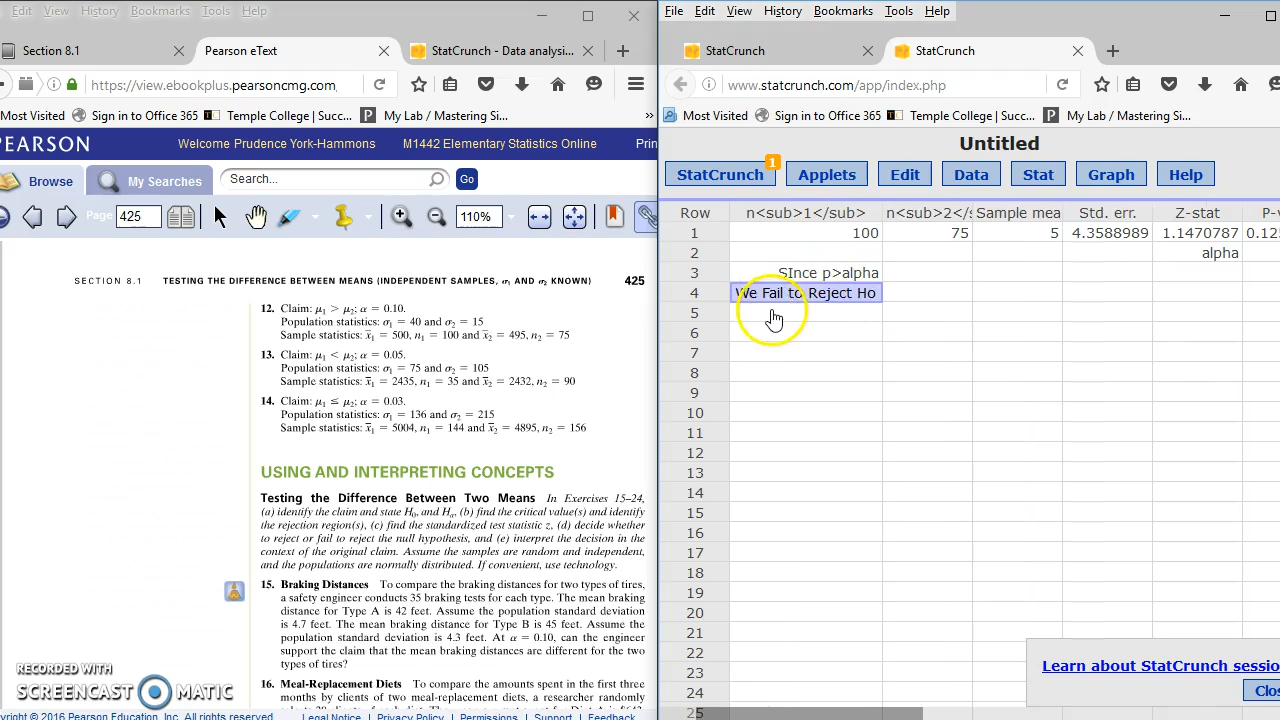 Edit View History Bookmarks Tools Help
Section 8.1 Pearson eText StatCrunch - Data analysi...
https://view.ebookplus.pearsoncmg.com,
Most Visited Sign in to Office 365 Temple College | Succ... My Lab / Mastering Si... »
PEARSON Welcome Prudence York-Hammons M1442 Elementary Statistics Online Prin
Browse My Searches Search... Go
Page 425 110%
SECTION 8.1 TESTING THE DIFFERENCE BETWEEN MEANS (INDEPENDENT SAMPLES, σ1 AND σ2 KNOWN) 425
12. Claim: μ1 > μ2; α = 0.10.
Population statistics: σ1 = 40 and σ2 = 15
Sample statistics: x̄1 = 500, n1 = 100 and x̄2 = 495, n2 = 75
13. Claim: μ1 < μ2; α = 0.05.
Population statistics: σ1 = 75 and σ2 = 105
Sample statistics: x̄1 = 2435, n1 = 35 and x̄2 = 2432, n2 = 90
14. Claim: μ1 ≤ μ2; α = 0.03.
Population statistics: σ1 = 136 and σ2 = 215
Sample statistics: x̄1 = 5004, n1 = 144 and x̄2 = 4895, n2 = 156
USING AND INTERPRETING CONCEPTS
Testing the Difference Between Two Means In Exercises 15–24,
(a) identify the claim and state H0, and Ha, (b) find the critical value(s) and identify
the rejection region(s), (c) find the standardized test statistic z, (d) decide whether
to reject or fail to reject the null hypothesis, and (e) interpret the decision in the
context of the original claim. Assume the samples are random and independent,
and the populations are normally distributed. If convenient, use technology.
15. Braking Distances To compare the braking distances for two types of tires,
a safety engineer conducts 35 braking tests for each type. The mean braking
distance for Type A is 42 feet. Assume the population standard deviation
is 4.7 feet. The mean braking distance for Type B is 45 feet. Assume the
population standard deviation is 4.3 feet. At α = 0.10, can the engineer
support the claim that the mean braking distances are different for the two
types of tires?
16. Meal-Replacement Diets To compare the amounts spent in the first three
months by clients of two meal-replacement diets, a researcher randomly
RECORDED WITH
SCREENCAST MATIC
copyright © 2016 Pearson Education, Inc. All rights reserved. Legal Notice | Privacy Policy | Permissions | Support | Feedback
File Edit View History Bookmarks Tools Help
StatCrunch StatCrunch
www.statcrunch.com/app/index.php
Most Visited Sign in to Office 365 Temple College | Succ... My Lab / Mastering Si...
Untitled
StatCrunch 1 Applets Edit Data Stat Graph Help
Row n<sub>1</sub> n<sub>2</s Sample mea Std. err. Z-stat P-v
1 100 75 5 4.3588989 1.1470787 0.125
2 alpha
3 SInce p>alpha
4 We Fail to Reject Ho
5
6
7
8
9
10
11
12
13
14
15
16
17
18
19
20
21
22
23
24
25
Learn about StatCrunch sessio
Clos